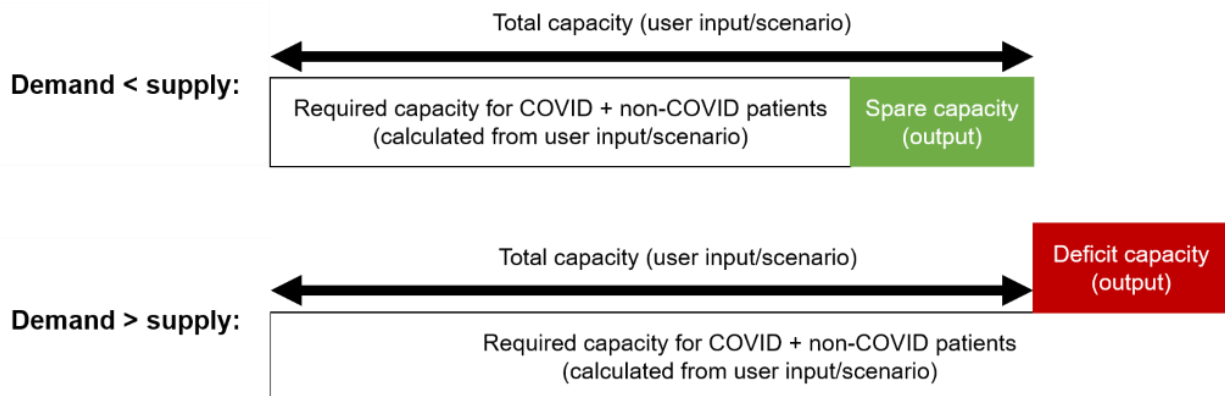 Total capacity (user input/scenario)
Demand < supply:
Required capacity for COVID + non-COVID patients
(calculated from user input/scenario)
Spare capacity
(output)
Total capacity (user input/scenario)
Deficit capacity
(output)
Demand > supply:
Required capacity for COVID + non-COVID patients
(calculated from user input/scenario)